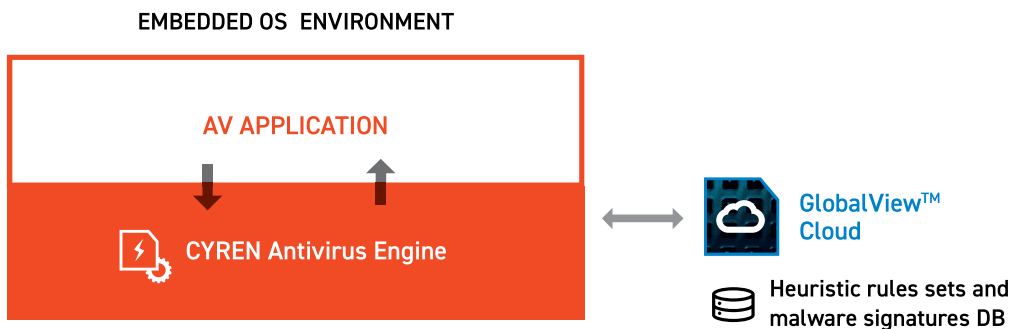 EMBEDDED OS ENVIRONMENT
AV APPLICATION
CYREN Antivirus Engine
GlobalView™
Cloud
Heuristic rules sets and
malware signatures DB